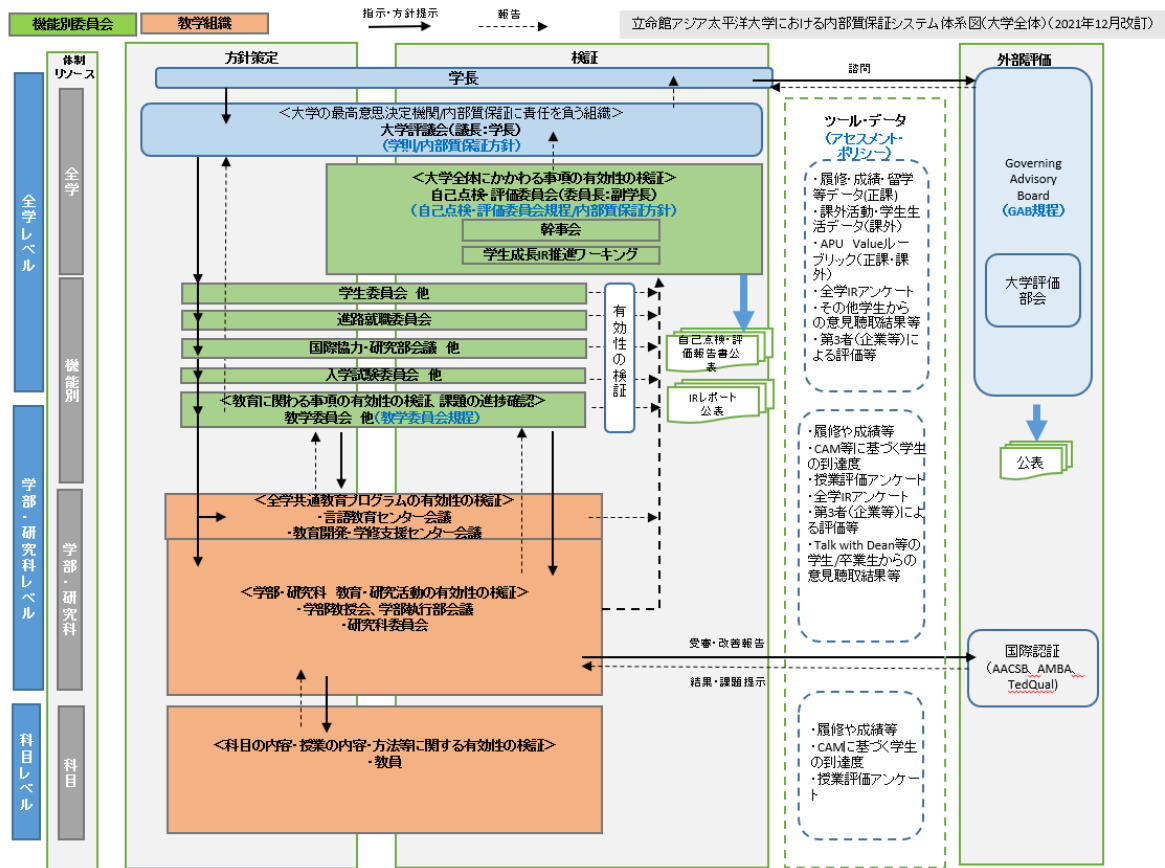 機能別委員会
教学組織
指示・方針提示
報告
立命館アジア太平洋大学における内部質保証システム体系図(大学全体)(2021年12月改訂)
体制
リソース
方針策定
検証
外部評価
全学レベル
学部・研究科レベル
科目レベル
全学
機能別
学部・研究科
科目
学長
諮問
<大学の最高意思決定機関/内部質保証に責任を負う組織>
大学評議会(議長:学長)
(学則/内部質保証方針)
<大学全体にかかわる事項の有効性の検証>
自己点検・評価委員会(委員長:副学長)
(自己点検・評価委員会規程/内部質保証方針)
幹事会
学生成長IR推進ワーキング
学生委員会 他
進路就職委員会
国際協力・研究部会議 他
入学試験委員会 他
<教育に関わる事項の有効性の検証、課題の進捗確認>
教学委員会 他(教学委員会規程)
有効性の検証
自己点検・評
価報告書公
表
IRレポート
公表
<全学共通教育プログラムの有効性の検証>
・言語教育センター会議
・教育開発・学修支援センター会議
<学部・研究科 教育・研究活動の有効性の検証>
・学部教授会、学部執行部会議
・研究科委員会
受審・改善報告
結果・課題提示
<科目の内容・授業の内容・方法等に関する有効性の検証>
・教員
ツール・データ
(アセスメント・
ポリシー)
・履修・成績・留学
等データ(正課)
・課外活動・学生生
活データ(課外)
・APU Valueルー
ブリック(正課・課
外)
・全学IRアンケート
・その他学生から
の意見聴取結果等
・第3者(企業等)に
よる評価等
・履修や成績等
・CAM等に基づく学生
の到達度
・授業評価アンケート
・全学IRアンケート
・第3者(企業等)によ
る評価等
・Talk with Dean等の
学生/卒業生からの
意見聴取結果等
・履修や成績等
・CAMに基づく学生
の到達度
・授業評価アンケー
ト
Governing
Advisory
Board
(GAB規程)
大学評価
部会
公表
国際認証
(AACSB、AMBA、
TedQual)